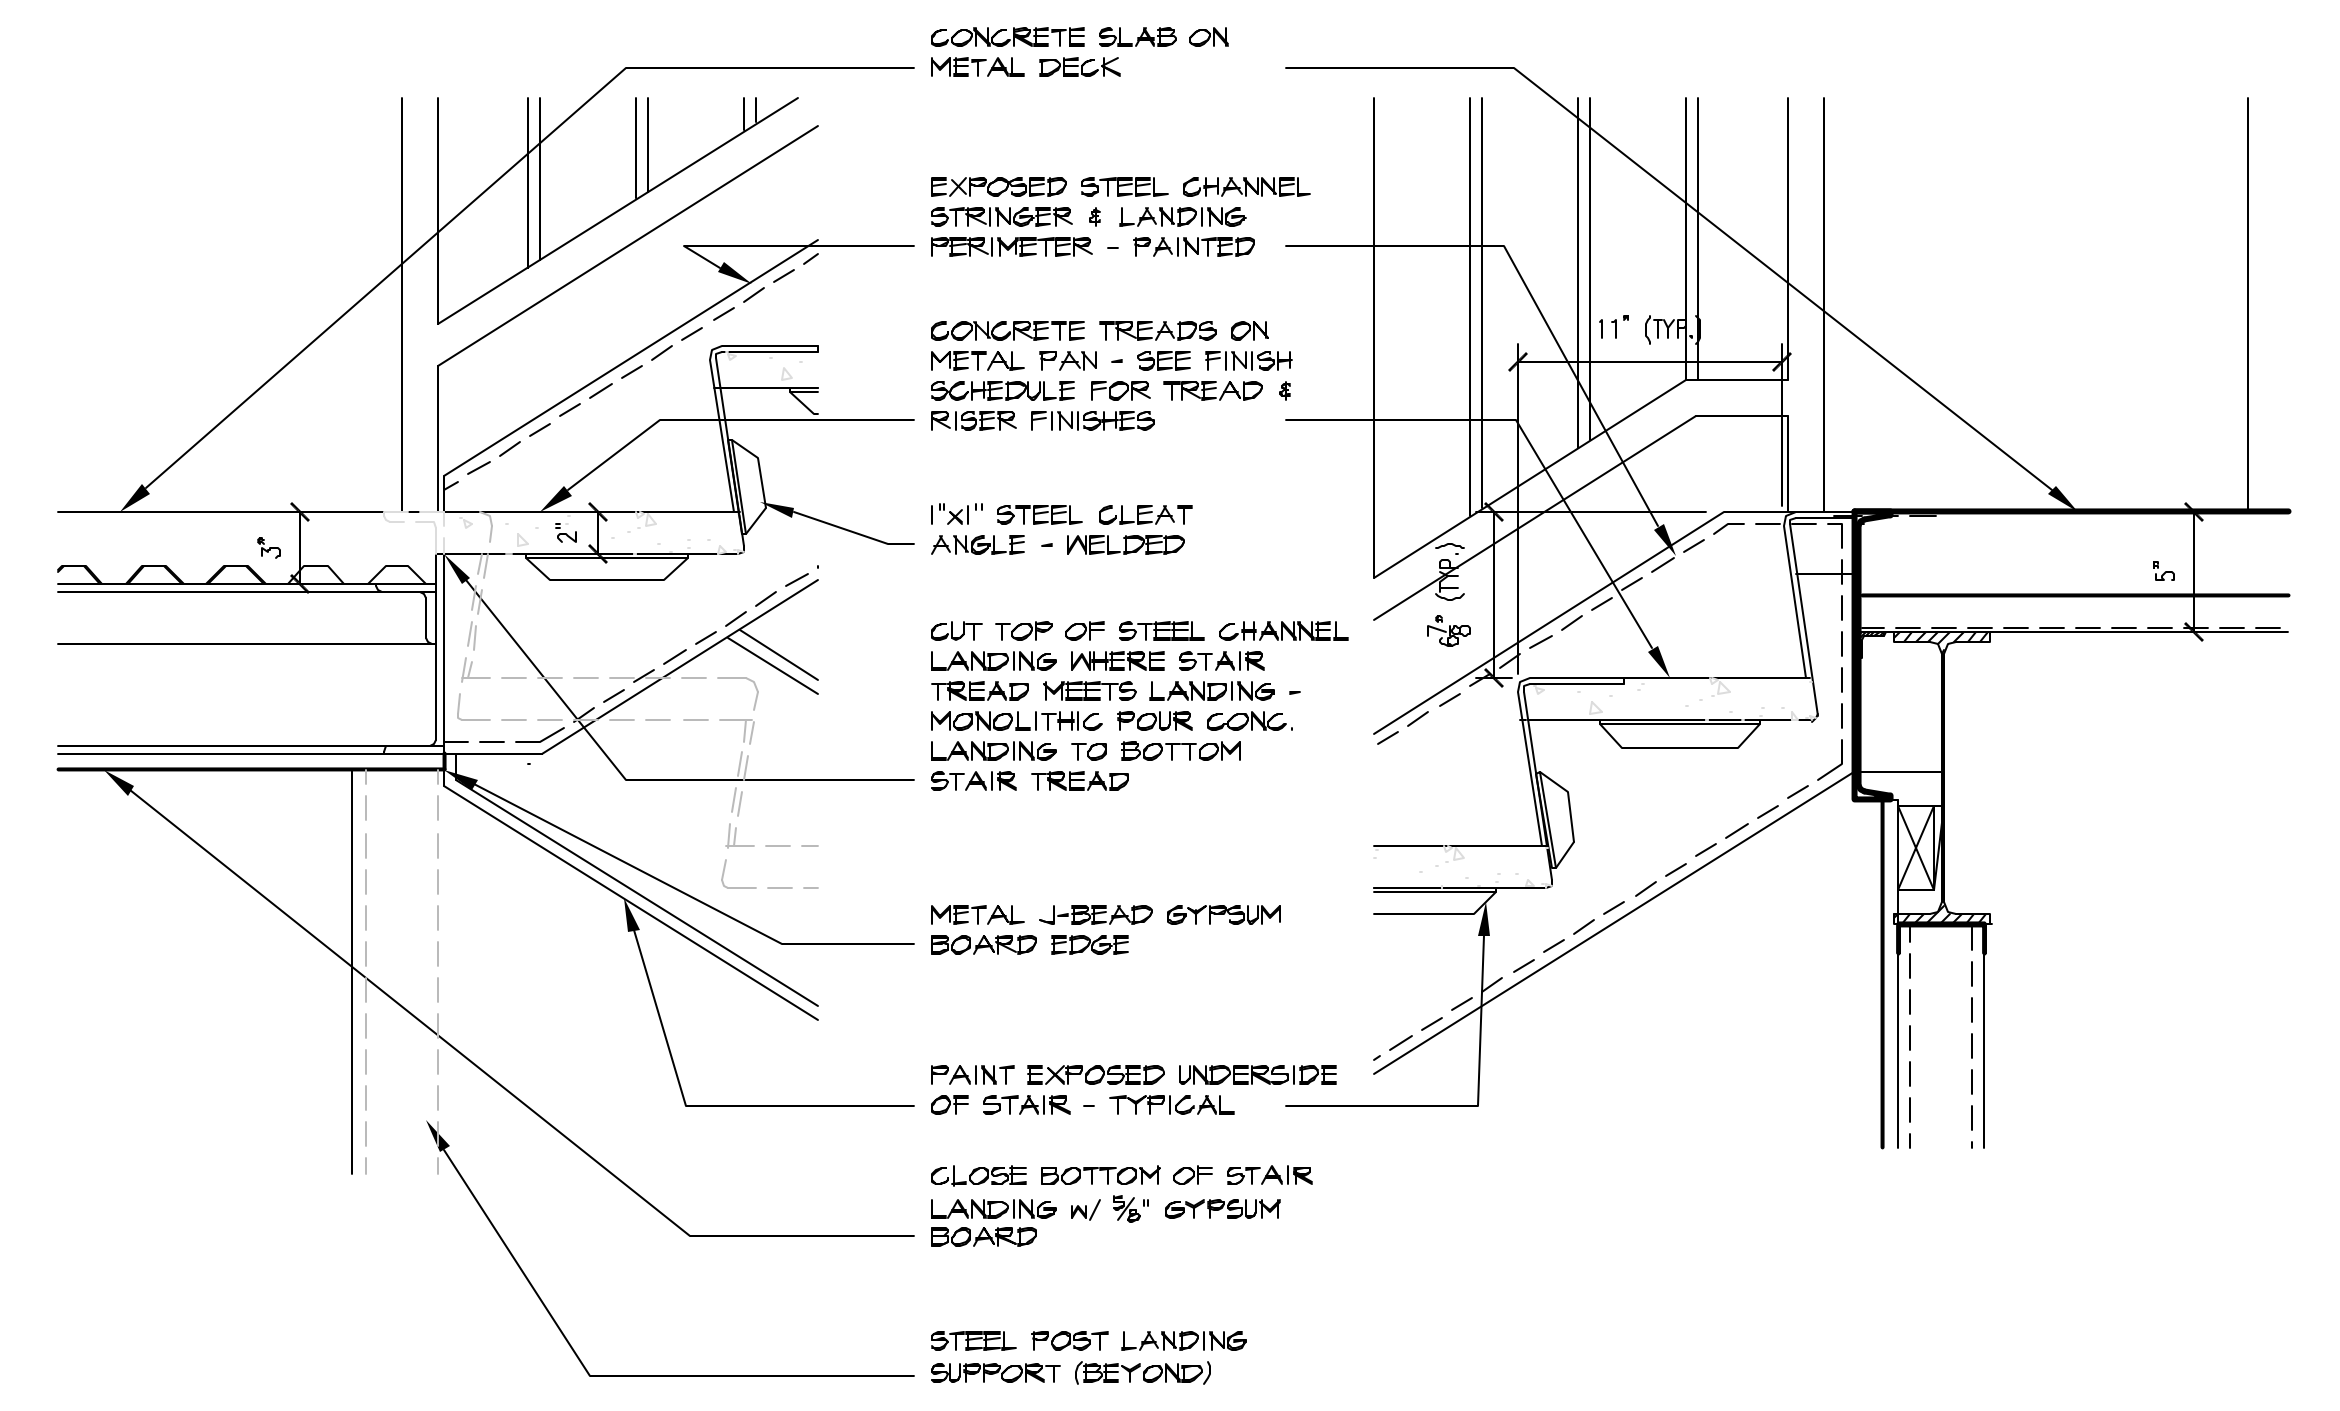 CONCRETE SLAB ON
METAL DECK
EXPOSED STEEL CHANNEL
STRINGER & LANDING
PERIMETER - PAINTED
11" (TYP.)
CONCRETE TREADS ON
METAL PAN - SEE FINISH
SCHEDULE FOR TREAD &
RISER FINISHES
1"x1" STEEL CLEAT
ANGLE - WELDED
3"
2"
6 7/8" (TYP.)
5"
CUT TOP OF STEEL CHANNEL
LANDING WHERE STAIR
TREAD MEETS LANDING -
MONOLITHIC POUR CONC.
LANDING TO BOTTOM
STAIR TREAD
METAL J-BEAD GYPSUM
BOARD EDGE
PAINT EXPOSED UNDERSIDE
OF STAIR - TYPICAL
CLOSE BOTTOM OF STAIR
LANDING w/ 5/8" GYPSUM
BOARD
STEEL POST LANDING
SUPPORT (BEYOND)